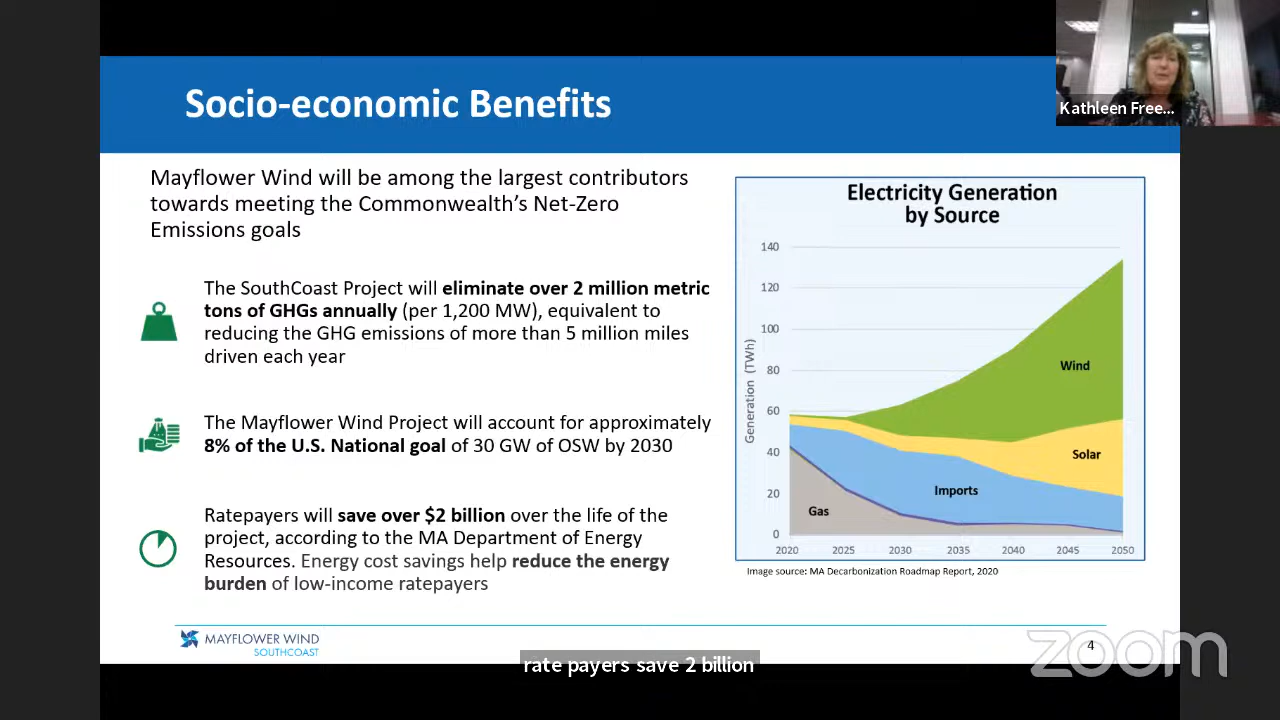 Socio-economic Benefits
Kathleen Free...
Mayflower Wind will be among the largest contributors
towards meeting the Commonwealth's Net-Zero
Emissions goals
The SouthCoast Project will eliminate over 2 million metric
tons of GHGs annually (per 1,200 MW), equivalent to
reducing the GHG emissions of more than 5 million miles
driven each year
The Mayflower Wind Project will account for approximately
8% of the U.S. National goal of 30 GW of OSW by 2030
Ratepayers will save over $2 billion over the life of the
project, according to the MA Department of Energy
Resources. Energy cost savings help reduce the energy
burden of low-income ratepayers
Electricity Generation
by Source
Generation (TWh)
140
120
100
80
60
40
20
0
Wind
Solar
Imports
Gas
2020 2025 2030 2035 2040 2045 2050
Image source: MA Decarbonization Roadmap Report, 2020
MAYFLOWER WIND
SOUTHCOAST
4
zoom
rate payers save 2 billion